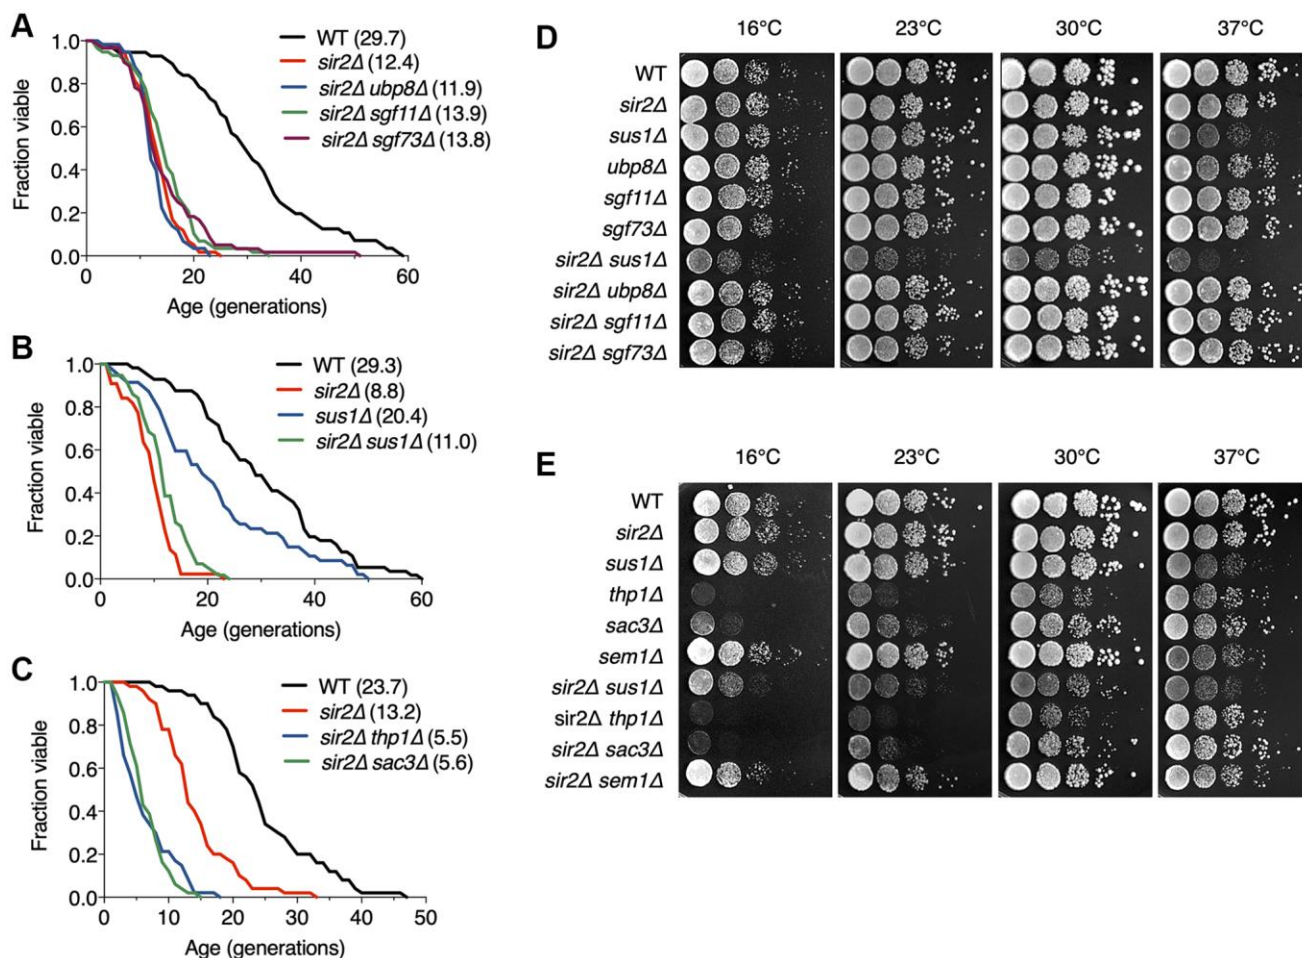 A
WT (29.7)
sir2Δ (12.4)
sir2Δ ubp8Δ (11.9)
sir2Δ sgf11Δ (13.9)
sir2Δ sgf73Δ (13.8)
Fraction viable
1.0
0.8
0.6
0.4
0.2
0.0
0 20 40 60
Age (generations)
B
WT (29.3)
sir2Δ (8.8)
sus1Δ (20.4)
sir2Δ sus1Δ (11.0)
Fraction viable
1.0
0.8
0.6
0.4
0.2
0.0
0 20 40 60
Age (generations)
C
WT (23.7)
sir2Δ (13.2)
sir2Δ thp1Δ (5.5)
sir2Δ sac3Δ (5.6)
Fraction viable
1.0
0.8
0.6
0.4
0.2
0.0
0 10 20 30 40 50
Age (generations)
D
16°C 23°C 30°C 37°C
WT
sir2Δ
sus1Δ
ubp8Δ
sgf11Δ
sgf73Δ
sir2Δ sus1Δ
sir2Δ ubp8Δ
sir2Δ sgf11Δ
sir2Δ sgf73Δ
E
16°C 23°C 30°C 37°C
WT
sir2Δ
sus1Δ
thp1Δ
sac3Δ
sem1Δ
sir2Δ sus1Δ
sir2Δ thp1Δ
sir2Δ sac3Δ
sir2Δ sem1Δ